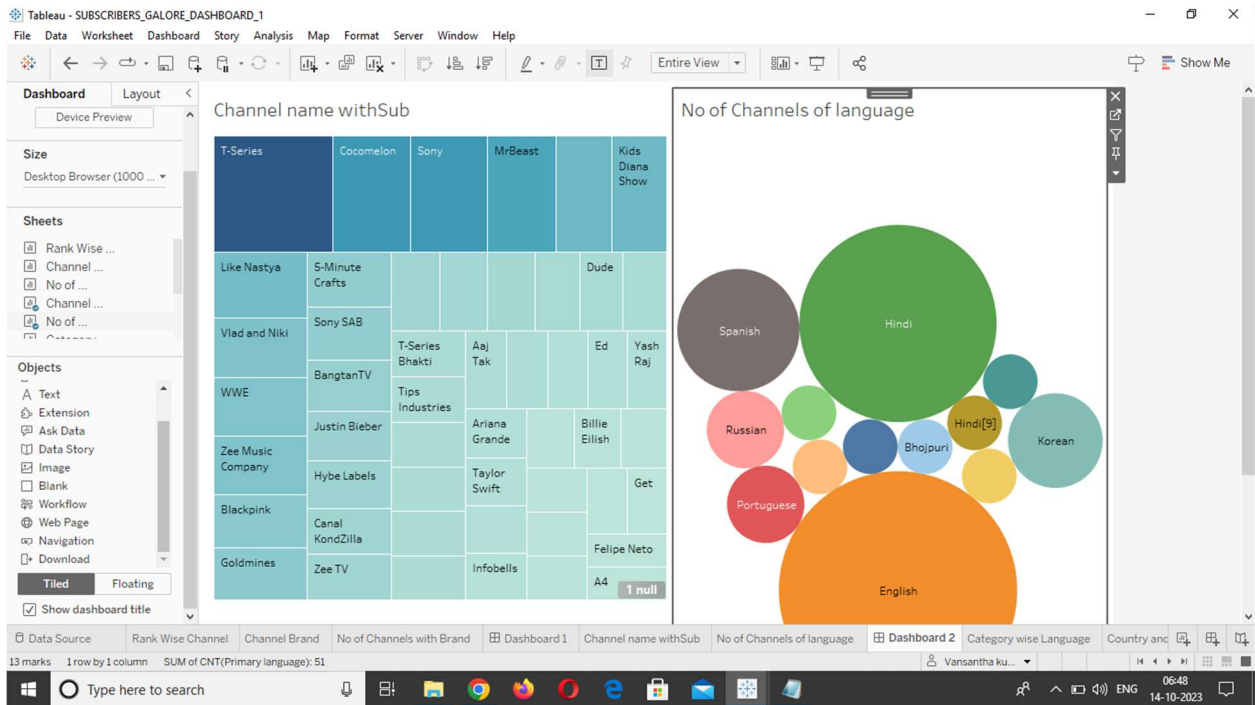 Tableau - SUBSCRIBERS_GALORE_DASHBOARD_1
File Data Worksheet Dashboard Story Analysis Map Format Server Window Help
Entire View
Show Me
Dashboard Layout
Device Preview
Size
Desktop Browser (1000 ...
Sheets
Rank Wise ...
Channel ...
No of ...
Channel ...
No of ...
Objects
Text
Extension
Ask Data
Data Story
Image
Blank
Workflow
Web Page
Navigation
Download
Tiled Floating
Show dashboard title
Channel name withSub
T-Series
Cocomelon
Sony
MrBeast
Kids
Diana
Show
Like Nastya
Vlad and Niki
WWE
Zee Music
Company
Blackpink
Goldmines
5-Minute
Crafts
Sony SAB
BangtanTV
Justin Bieber
Hybe Labels
Canal
KondZilla
Zee TV
Dude
T-Series
Bhakti
Tips
Industries
Aaj
Tak
Ed
Yash
Raj
Ariana
Grande
Billie
Eilish
Taylor
Swift
Get
Infobells
Felipe Neto
A4
1 null
No of Channels of language
Spanish
Hindi
Russian
Bhojpuri
Hindi[9]
Korean
Portuguese
English
Data Source Rank Wise Channel Channel Brand No of Channels with Brand Dashboard 1 Channel name withSub No of Channels of language Dashboard 2 Category wise Language Country and
13 marks 1 row by 1 column SUM of CNT(Primary language): 51
Vansantha ku...
Type here to search
ENG
06:48
14-10-2023